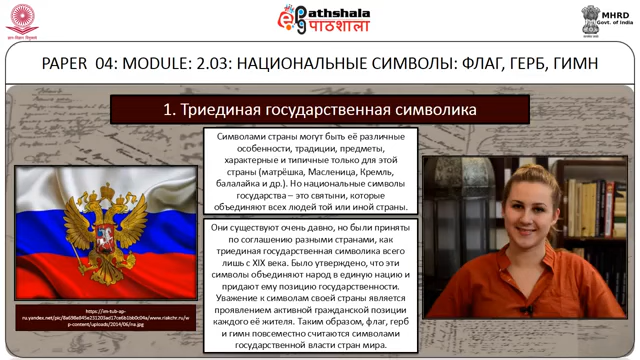 ePathshala
पाठशाला
MHRD
Govt. of India
PAPER 04: MODULE: 2.03: НАЦИОНАЛЬНЫЕ СИМВОЛЫ: ФЛАГ, ГЕРБ, ГИМН
1. Триединая государственная символика
Символами страны могут быть её различные
особенности, традиции, предметы,
характерные и типичные только для этой
страны (матрёшка, Масленица, Кремль,
балалайка и др.). Но национальные символы
государства – это святыни, которые
объединяют всех людей той или иной страны.
Они существуют очень давно, но были приняты
по соглашению разными странами, как
триединая государственная символика всего
лишь с XIX века. Было утверждено, что эти
символы объединяют народ в единую нацию и
придают ему позицию государственности.
Уважение к символам своей страны является
проявлением активной гражданской позиции
каждого её жителя. Таким образом, флаг, герб
и гимн повсеместно считаются символами
государственной власти стран мира.
https://im-tub-ap-